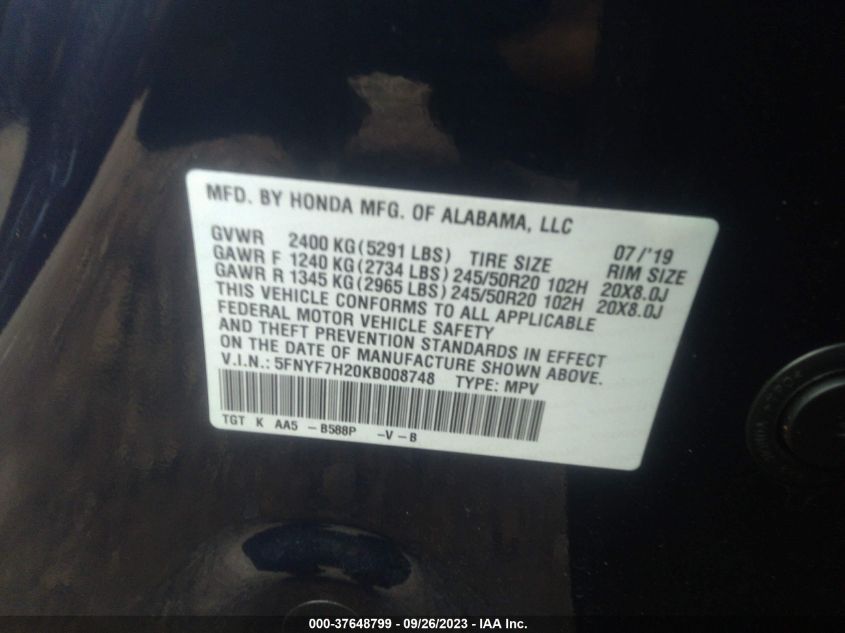 MFD. BY HONDA MFG. OF ALABAMA, LLC
GVWR 2400 KG (5291 LBS) TIRE SIZE 07/'19 RIM SIZE
GAWR F 1240 KG (2734 LBS) 245/50R20 102H 20X8.0J
GAWR R 1345 KG (2965 LBS) 245/50R20 102H 20X8.0J
THIS VEHICLE CONFORMS TO ALL APPLICABLE
FEDERAL MOTOR VEHICLE SAFETY
AND THEFT PREVENTION STANDARDS IN EFFECT
ON THE DATE OF MANUFACTURE SHOWN ABOVE.
V.I.N.: 5FNYF7H20KB008748 TYPE: MPV
TGT K AA5 - B588P -V - B
000-37648799 - 09/26/2023 - IAA Inc.